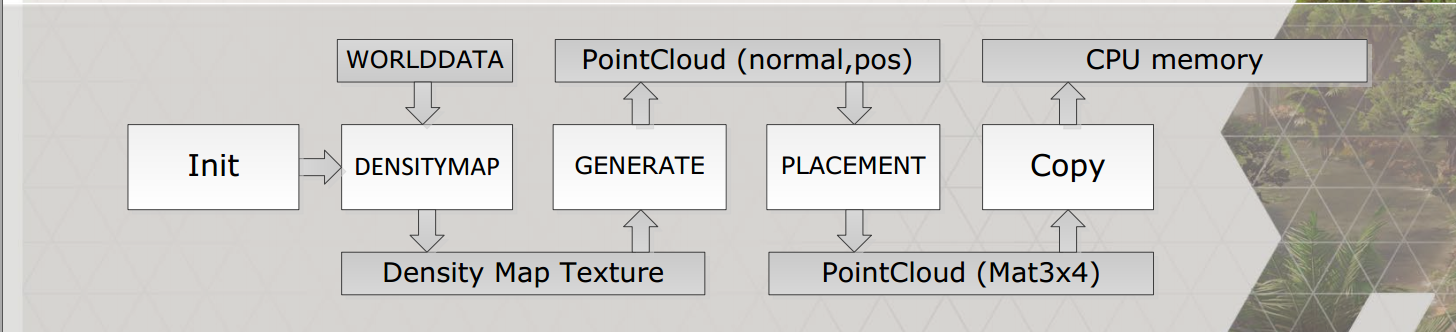 WORLDDATA
PointCloud (normal,pos)
CPU memory
Init
DENSITYMAP
GENERATE
PLACEMENT
Copy
Density Map Texture
PointCloud (Mat3x4)